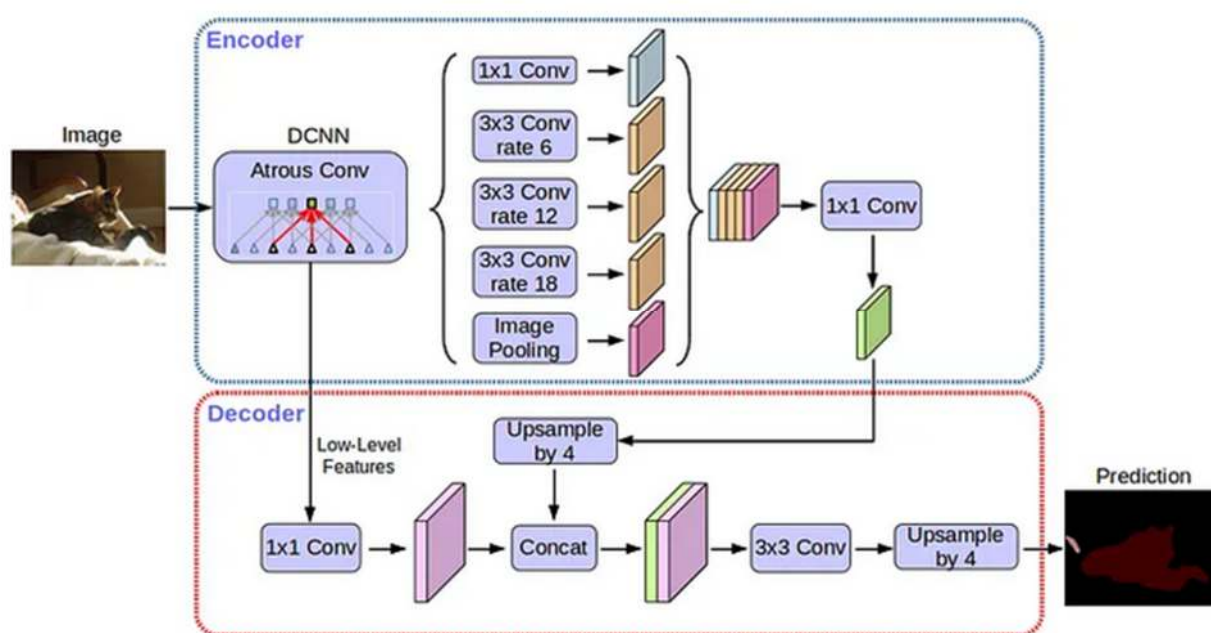 Encoder
Image
DCNN
Atrous Conv
1x1 Conv
3x3 Conv
rate 6
3x3 Conv
rate 12
3x3 Conv
rate 18
Image
Pooling
1x1 Conv
Decoder
Low-Level
Features
Upsample
by 4
1x1 Conv
Concat
3x3 Conv
Upsample
by 4
Prediction